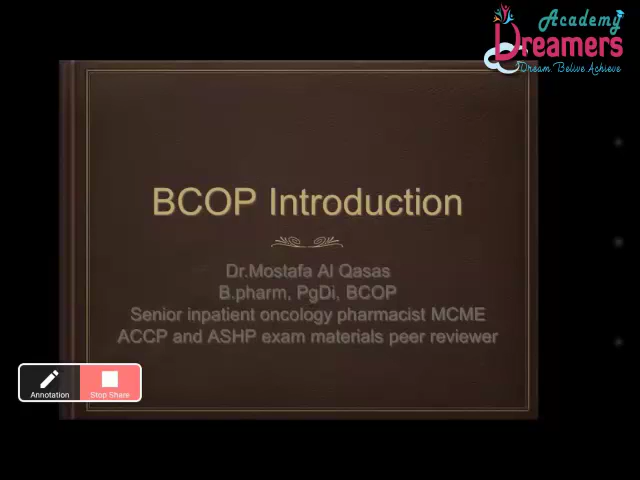 Academy
Dreamers
Dream. Belive Achieve
BCOP Introduction
Dr.Mostafa Al Qasas
B.pharm, PgDi, BCOP
Senior inpatient oncology pharmacist MCME
ACCP and ASHP exam materials peer reviewer
Annotation
Stop Share